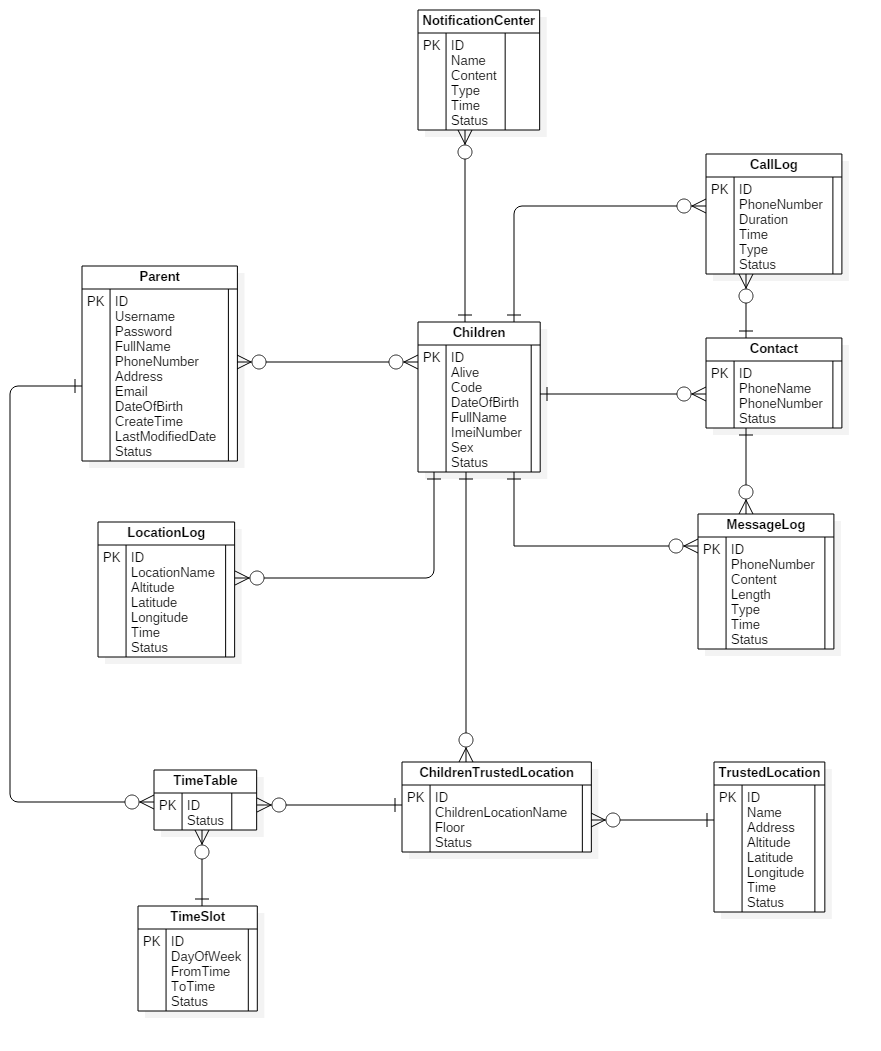 NotificationCenter
PK ID
Name
Content
Type
Time
Status
CallLog
PK ID
PhoneNumber
Duration
Time
Type
Status
Parent
PK ID
Username
Password
FullName
PhoneNumber
Address
Email
DateOfBirth
CreateTime
LastModifiedDate
Status
Children
PK ID
Alive
Code
DateOfBirth
FullName
ImeiNumber
Sex
Status
Contact
PK ID
PhoneName
PhoneNumber
Status
LocationLog
PK ID
LocationName
Altitude
Latitude
Longitude
Time
Status
MessageLog
PK ID
PhoneNumber
Content
Length
Type
Time
Status
TimeTable
PK ID
Status
ChildrenTrustedLocation
PK ID
ChildrenLocationName
Floor
Status
TrustedLocation
PK ID
Name
Address
Altitude
Latitude
Longitude
Time
Status
TimeSlot
PK ID
DayOfWeek
FromTime
ToTime
Status